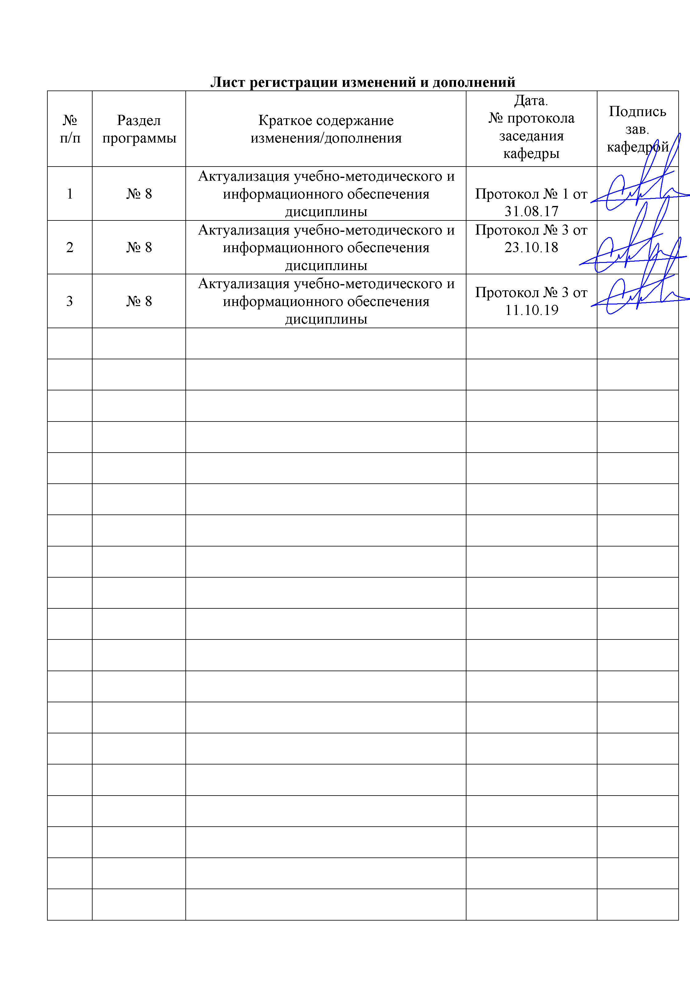 Лист регистрации изменений и дополнений
№
п/п
Раздел
программы
Краткое содержание
изменения/дополнения
Дата.
№ протокола
заседания
кафедры
Подпись
зав.
кафедрой
1
№ 8
Актуализация учебно-методического и
информационного обеспечения
дисциплины
Протокол № 1 от
31.08.17
2
№ 8
Актуализация учебно-методического и
информационного обеспечения
дисциплины
Протокол № 3 от
23.10.18
3
№ 8
Актуализация учебно-методического и
информационного обеспечения
дисциплины
Протокол № 3 от
11.10.19